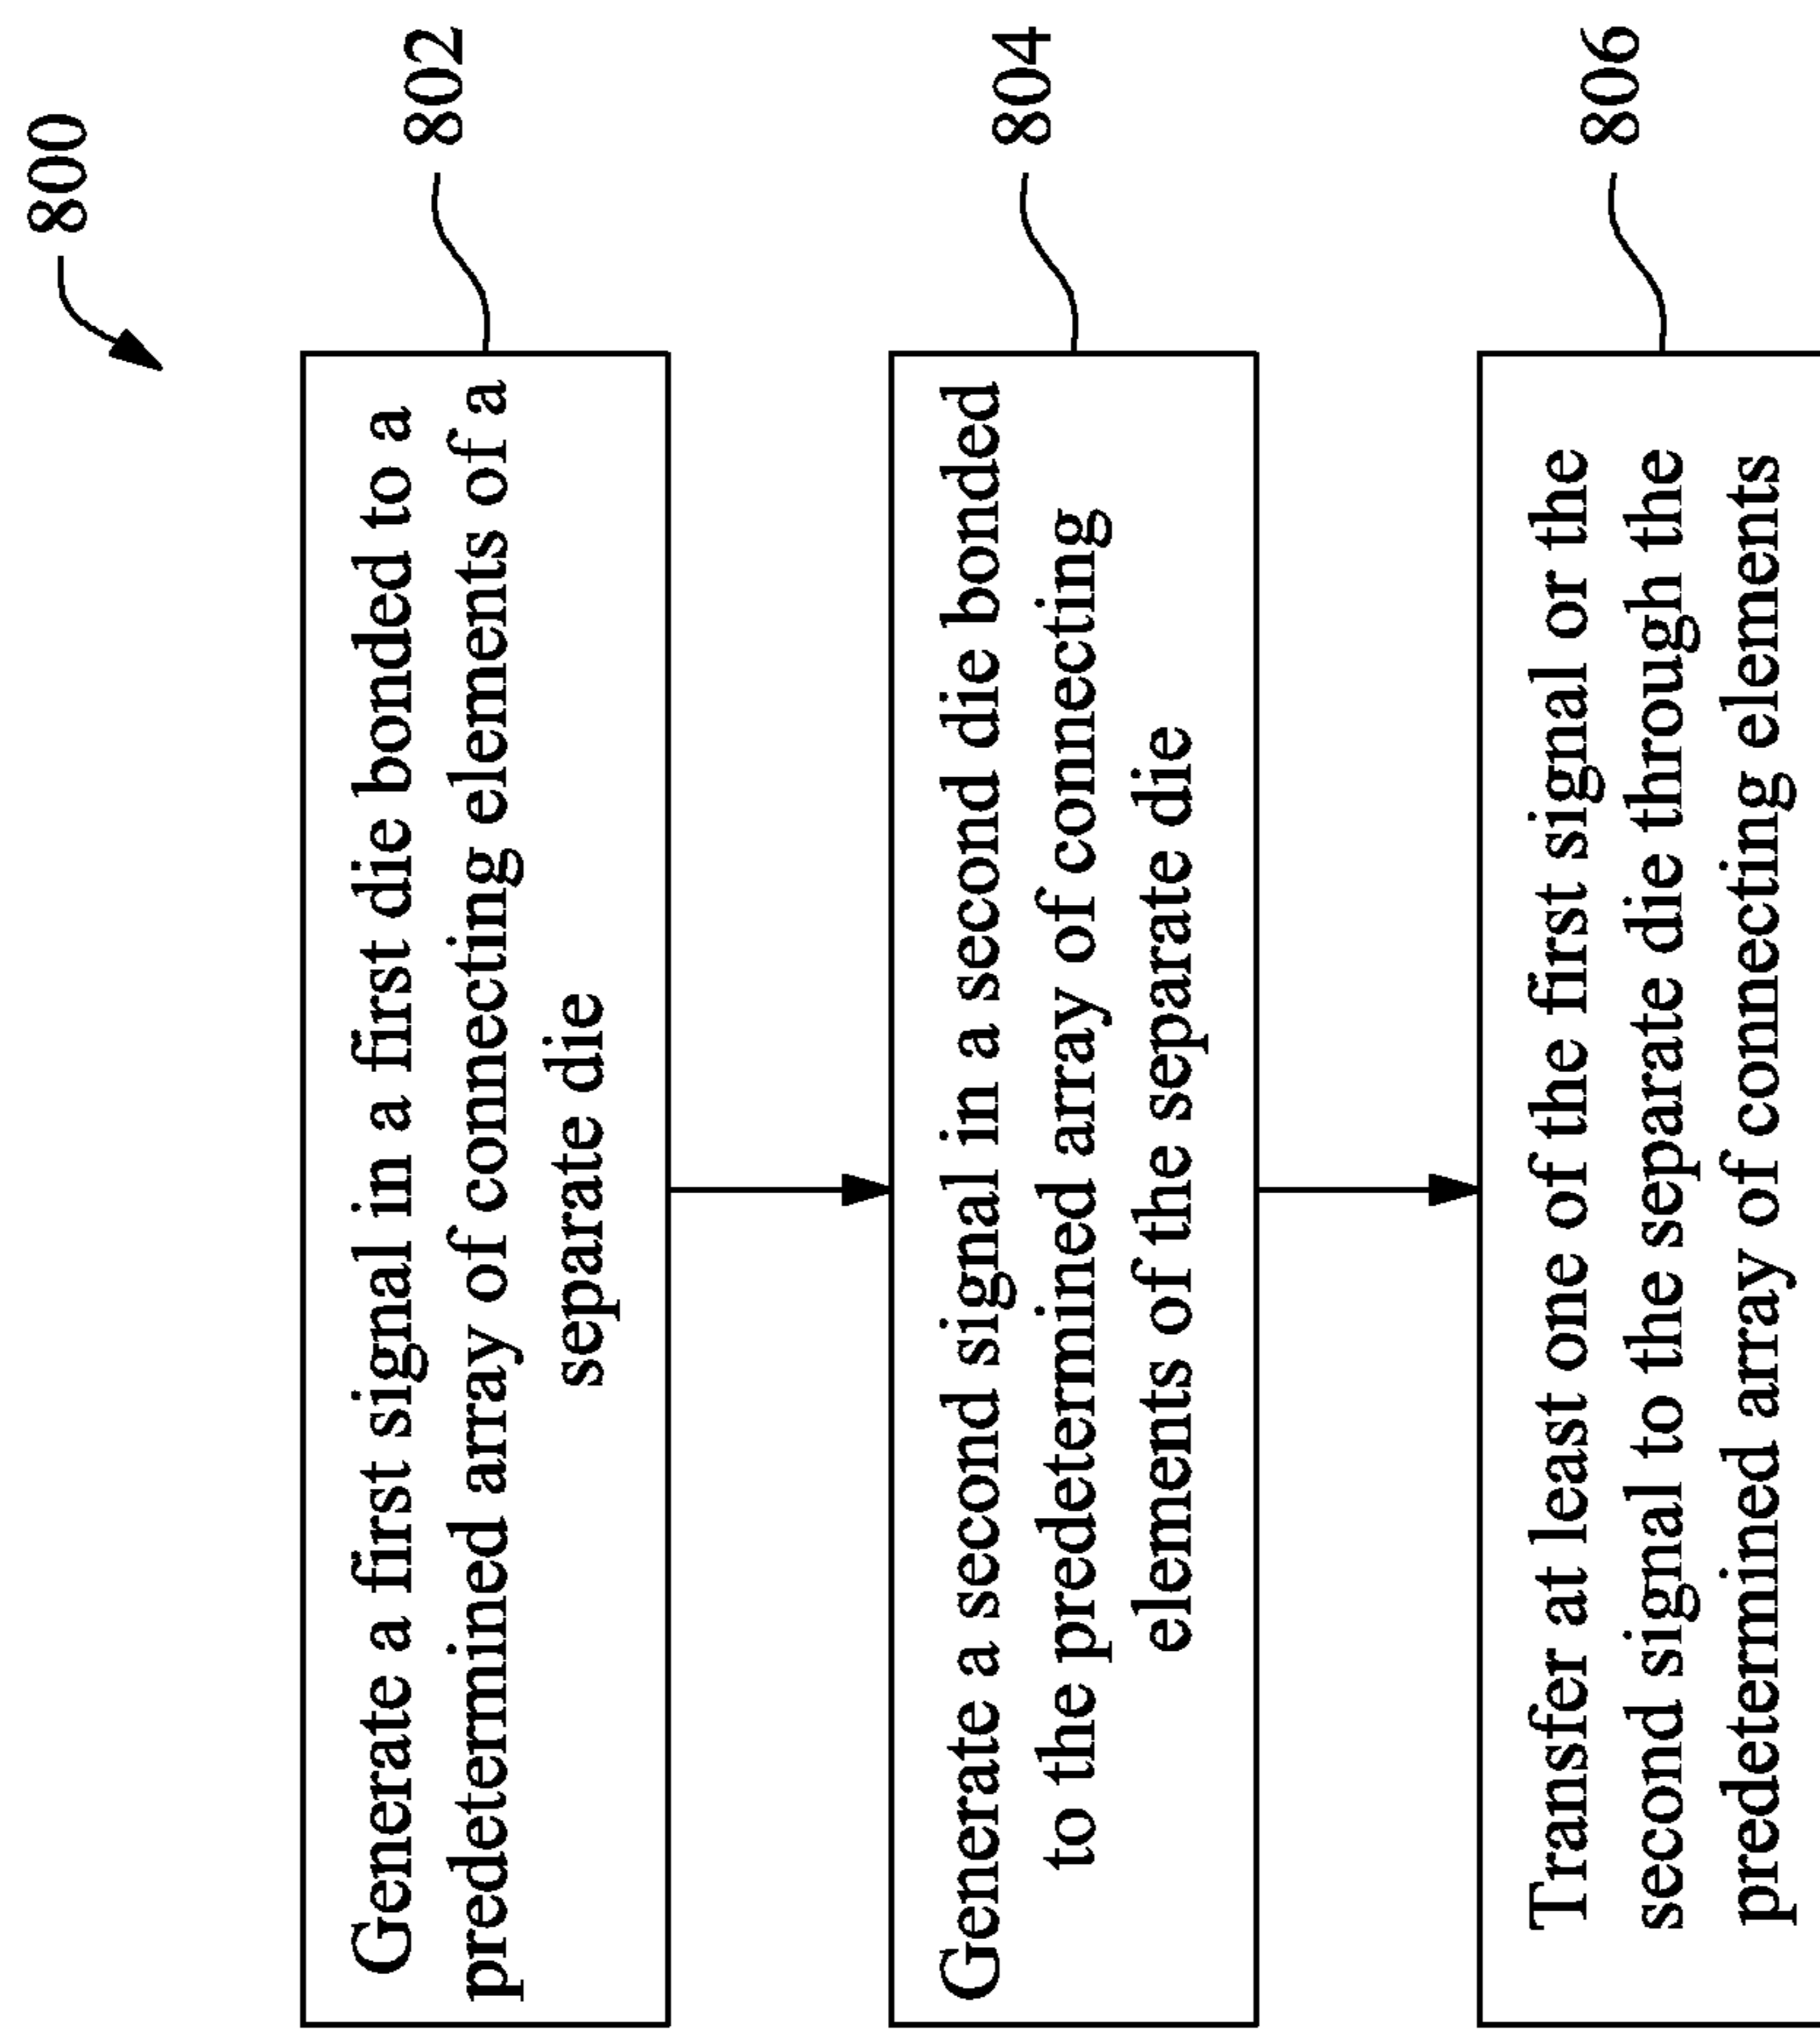 800
802
Generate a first signal in a first die bonded to a
predetermined array of connecting elements of a
separate die
804
Generate a second signal in a second die bonded
to the predetermined array of connecting
elements of the separate die
806
Transfer at least one of the first signal or the
second signal to the separate die through the
predetermined array of connecting elements